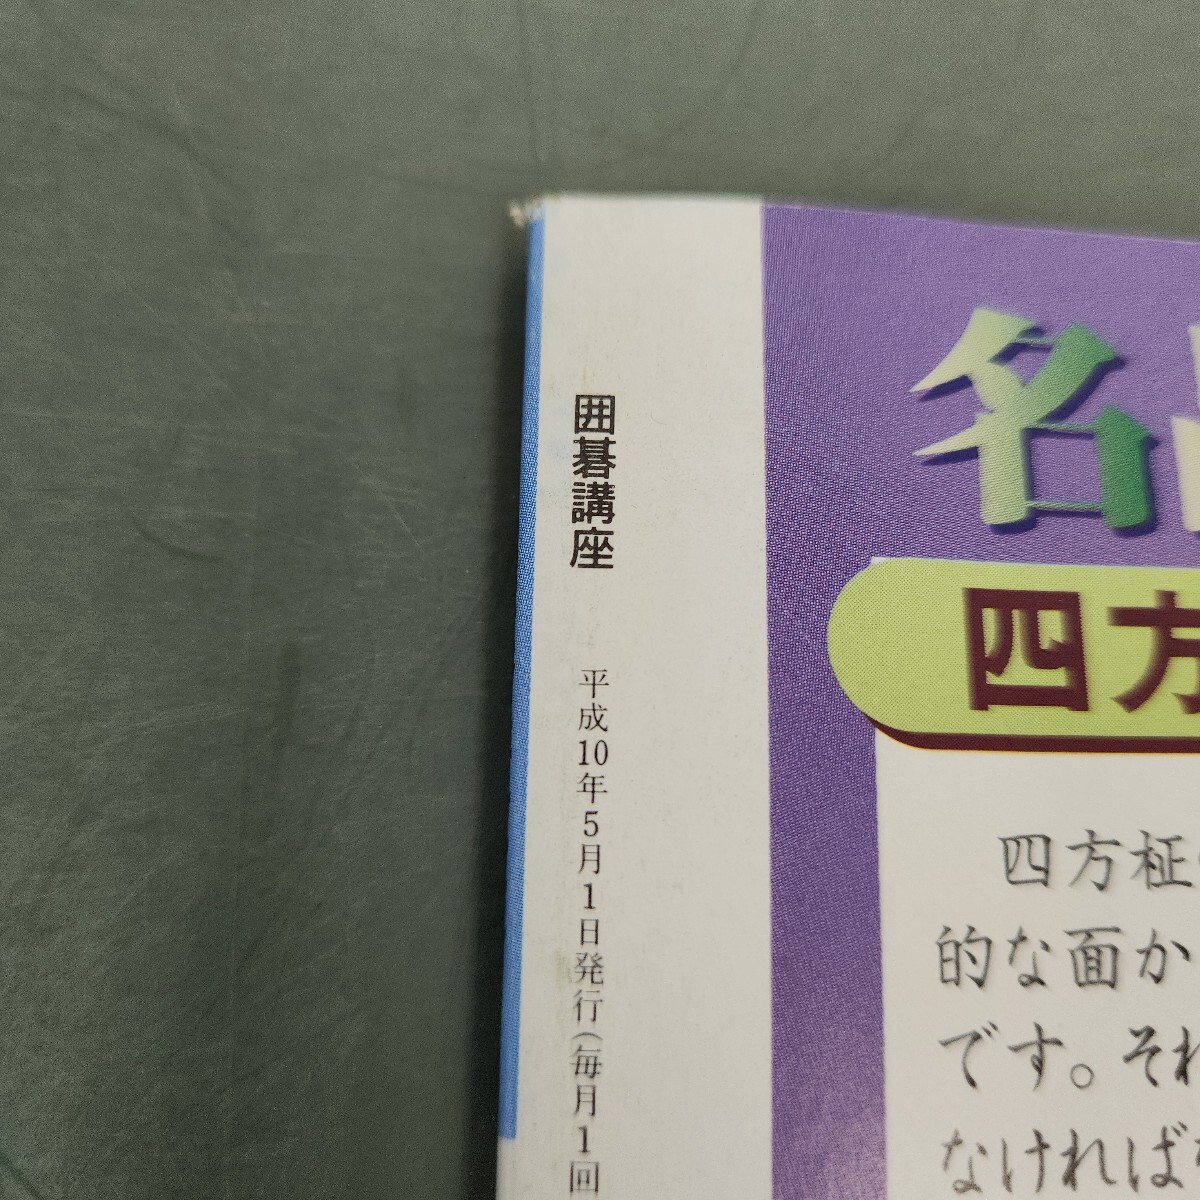 囲碁講座
平成10年5月1日発行(毎月1回
名
四方
四方柾
的な面か
です。それ
なければ